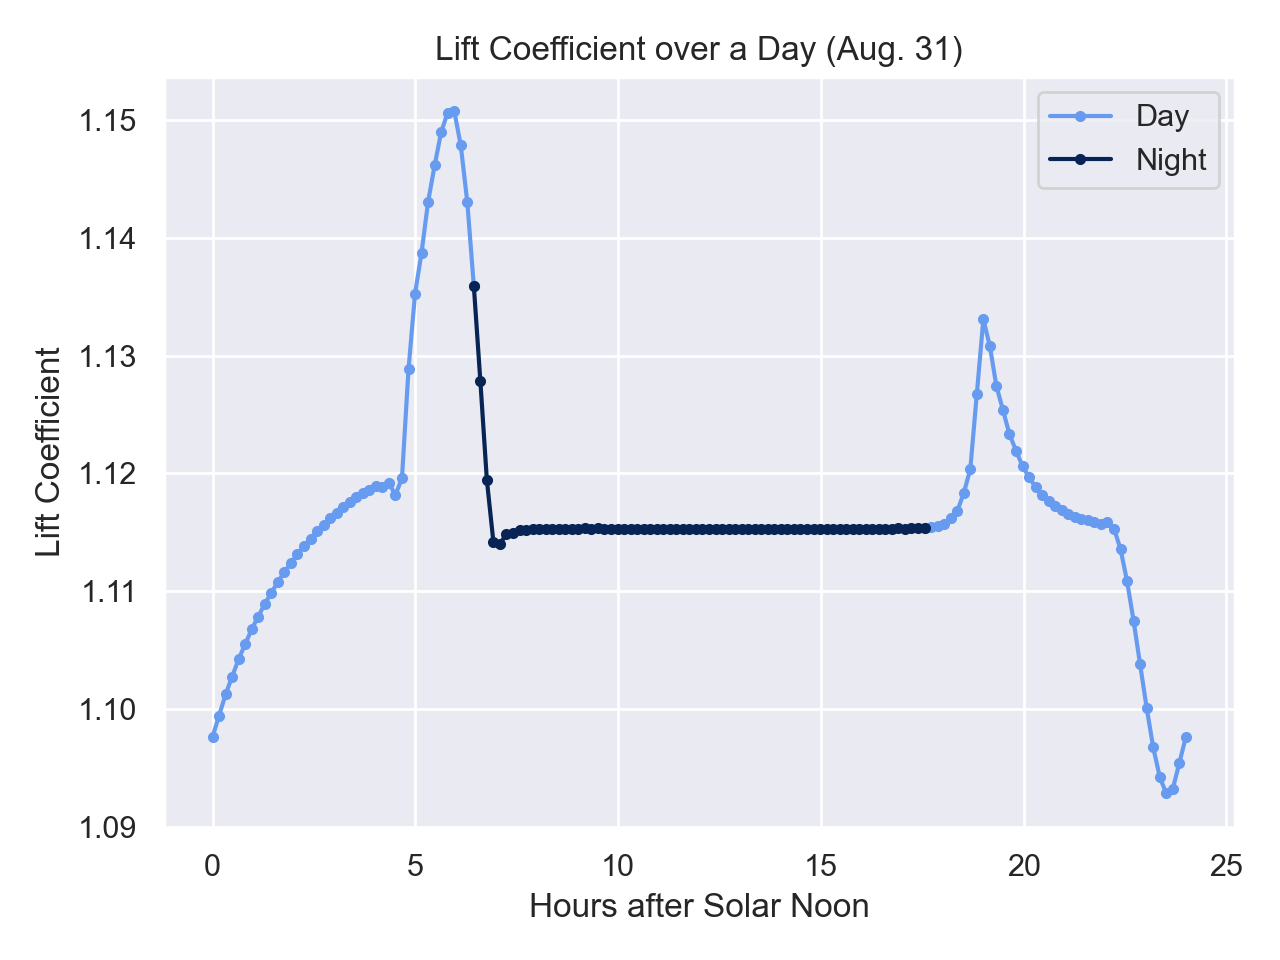 Lift Coefficient over a Day (Aug. 31)
Day
Night
1.15
1.14
1.13
1.12
1.11
1.10
1.09
Lift Coefficient
0 5 10 15 20 25
Hours after Solar Noon